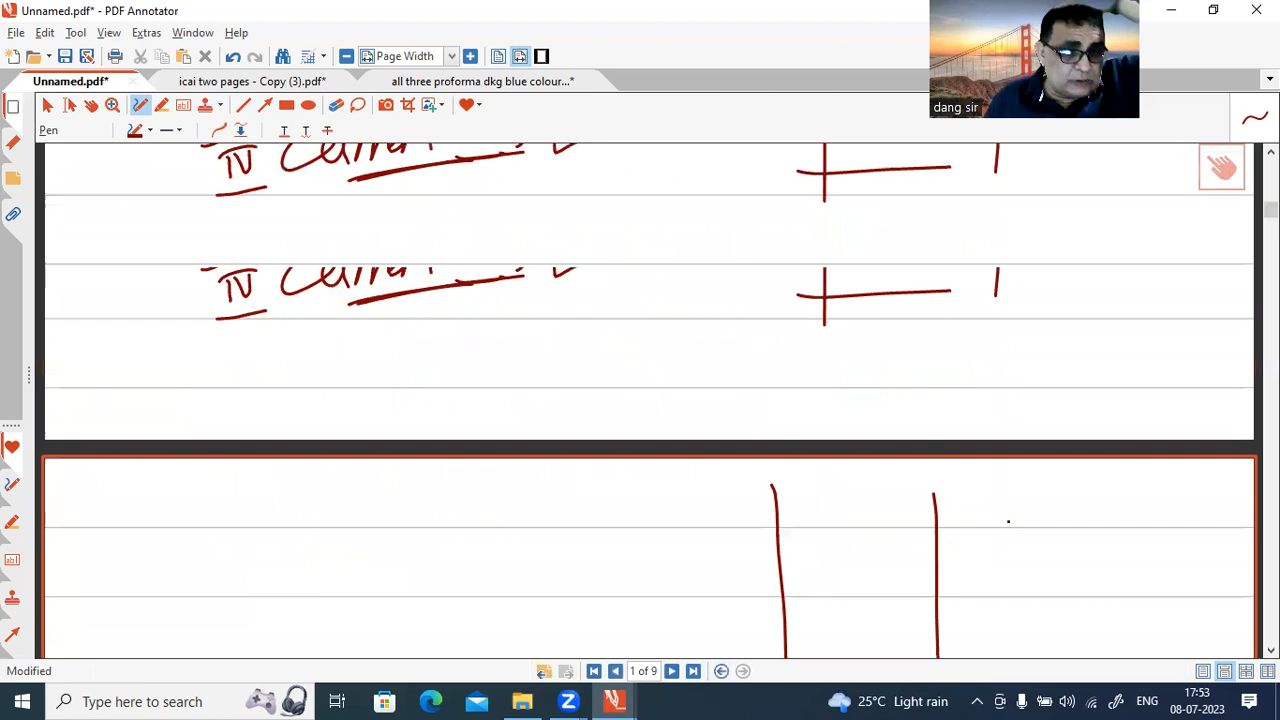 Unnamed.pdf* - PDF Annotator
File Edit Tool View Extras Window Help
Page Width
Unnamed.pdf* icai two pages - Copy (3).pdf* all three proforma dkg blue colour...*
dang sir
Pen
IV
IV
Modified
1 of 9
Type here to search
25°C Light rain
ENG
17:53
08-07-2023